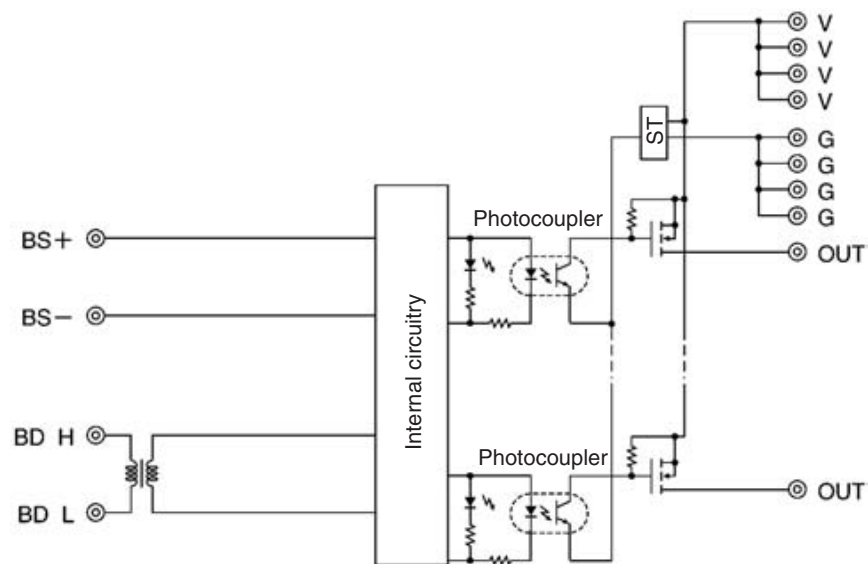 V
V
V
V
ST
G
G
G
G
Photocoupler
BS+
OUT
BS−
Internal circuitry
BD H
Photocoupler
OUT
BD L